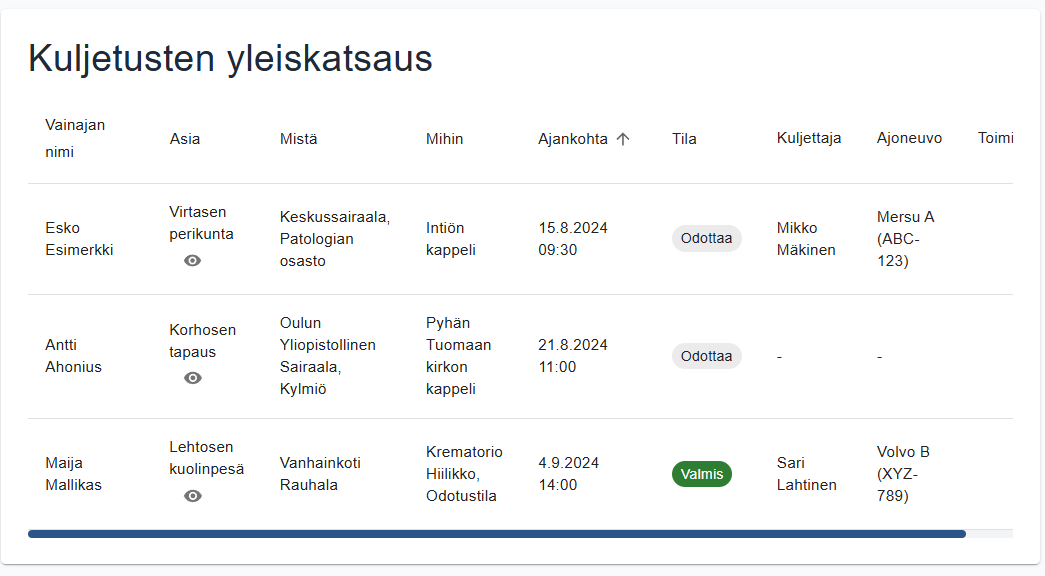 Kuljetusten yleiskatsaus
Vainajan
nimi
Asia
Mistä
Mihin
Ajankohta
Tila
Kuljettaja
Ajoneuvo
Toimi
Esko
Esimerkki
Virtasen
perikunta
Keskussairaala,
Patologian
osasto
Intiön
kappeli
15.8.2024
09:30
Odottaa
Mikko
Mäkinen
Mersu A
(ABC-
123)
Antti
Ahonius
Korhosen
tapaus
Oulun
Yliopistollinen
Sairaala,
Kylmiö
Pyhän
Tuomaan
kirkon
kappeli
21.8.2024
11:00
Odottaa
-
-
Maija
Mallikas
Lehtosen
kuolinpesä
Vanhainkoti
Rauhala
Krematorio
Hiilikko,
Odotustila
4.9.2024
14:00
Valmis
Sari
Lahtinen
Volvo B
(XYZ-
789)